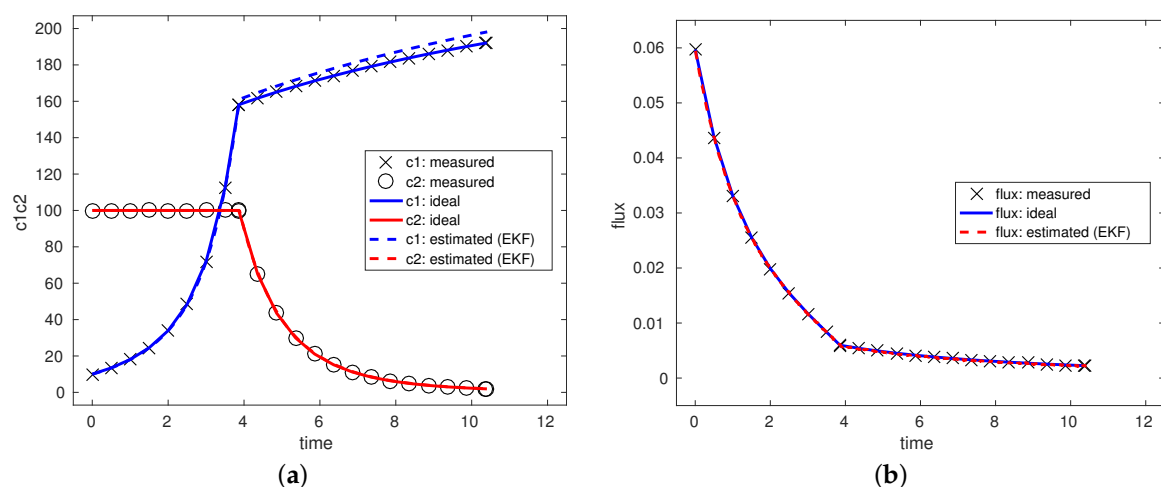 200
180
160
140
120
100
80
60
40
20
0
c1c2
0 2 4 6 8 10 12
time
c1: measured
c2: measured
c1: ideal
c2: ideal
c1: estimated (EKF)
c2: estimated (EKF)
(a)
0.06
0.05
0.04
0.03
0.02
0.01
0
flux
0 2 4 6 8 10 12
time
flux: measured
flux: ideal
flux: estimated (EKF)
(b)